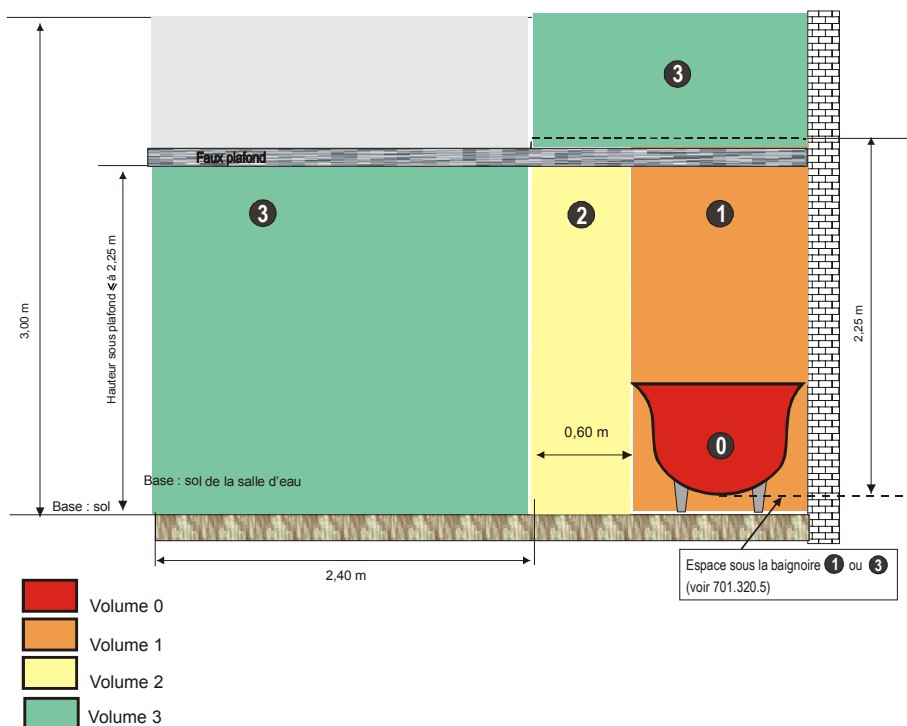 3
Faux plafond
3
2
1
3,00 m
Hauteur sous plafond ⩽ à 2,25 m
2,25 m
0,60 m
0
Base : sol de la salle d'eau
Base : sol
2,40 m
Espace sous la baignoire 1 ou 3
(voir 701.320.5)
Volume 0
Volume 1
Volume 2
Volume 3